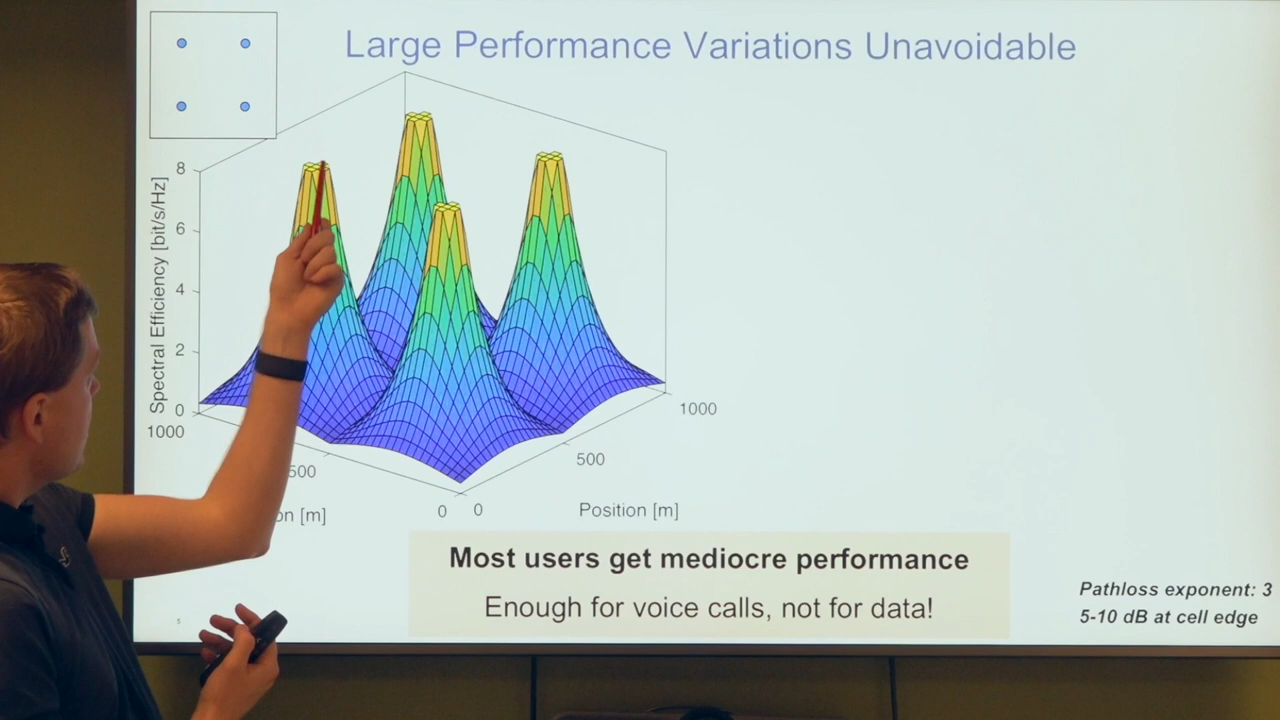 Large Performance Variations Unavoidable
Spectral Efficiency [bit/s/Hz]
8
6
4
2
0
1000
500
0
on [m]
0
500
1000
Position [m]
Most users get mediocre performance
Enough for voice calls, not for data!
Pathloss exponent: 3
5-10 dB at cell edge
5